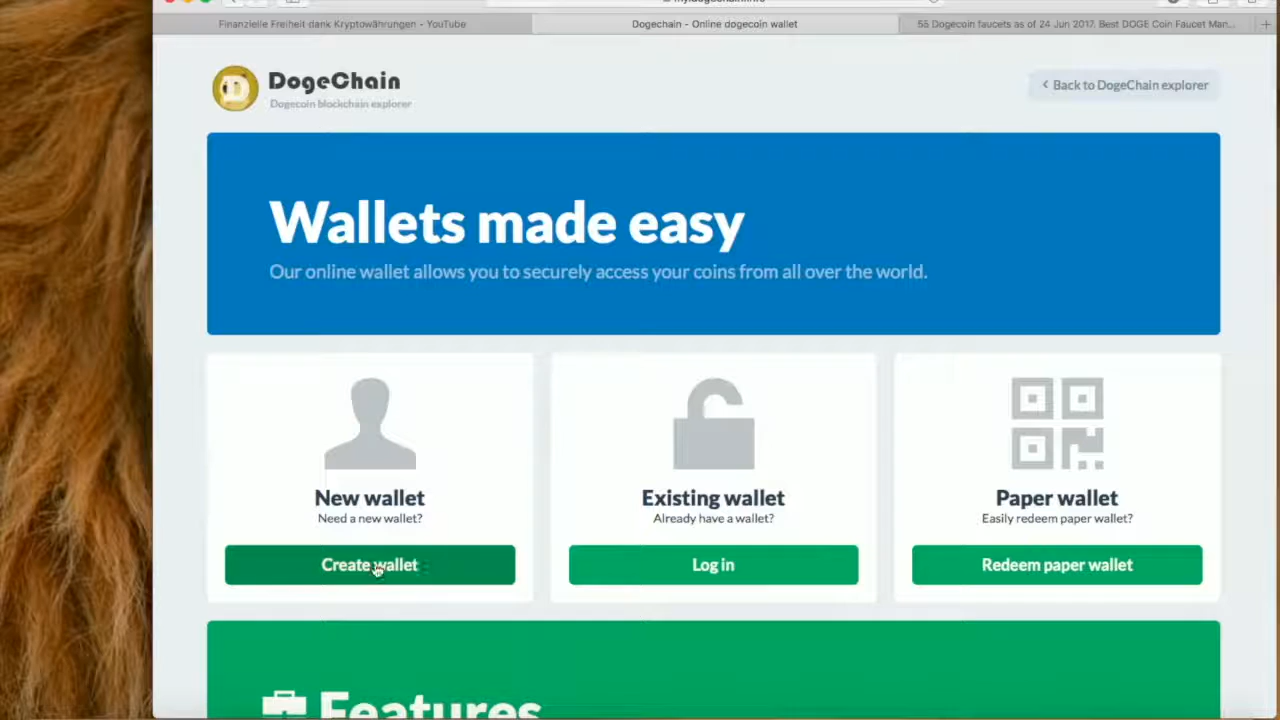 Finanzielle Freiheit dank Kryptowährungen - YouTube
Dogechain - Online dogecoin wallet
55 Dogecoin faucets as of 24 Jun 2017. Best DOGE Coin Faucet Man...
DogeChain
Dogecoin blockchain explorer
Back to DogeChain explorer
Wallets made easy
Our online wallet allows you to securely access your coins from all over the world.
New wallet
Need a new wallet?
Create wallet
Existing wallet
Already have a wallet?
Log in
Paper wallet
Easily redeem paper wallet?
Redeem paper wallet
Features